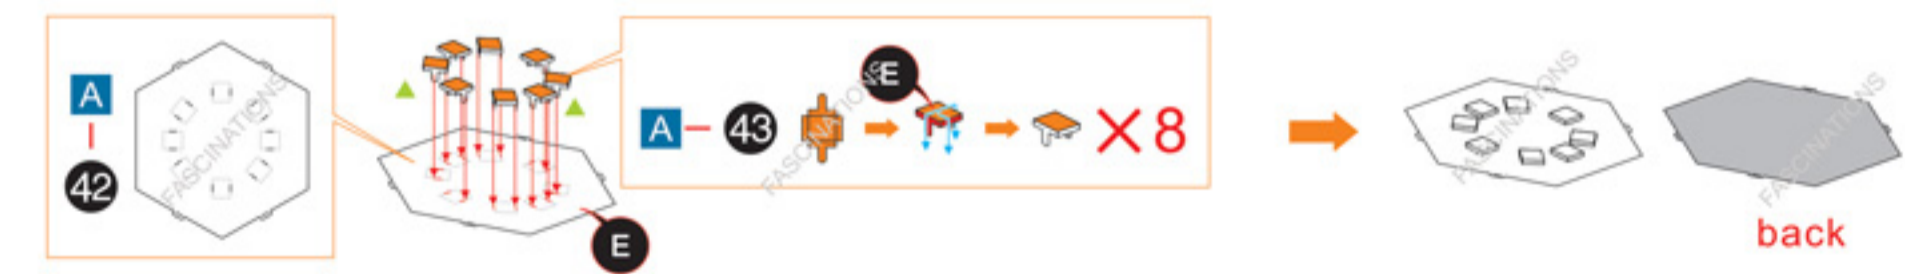 A
42
FASCINATIONS
E
A
43
FASCINATIONS
E
× 8
FASCINATIONS
FASCINATIONS
back